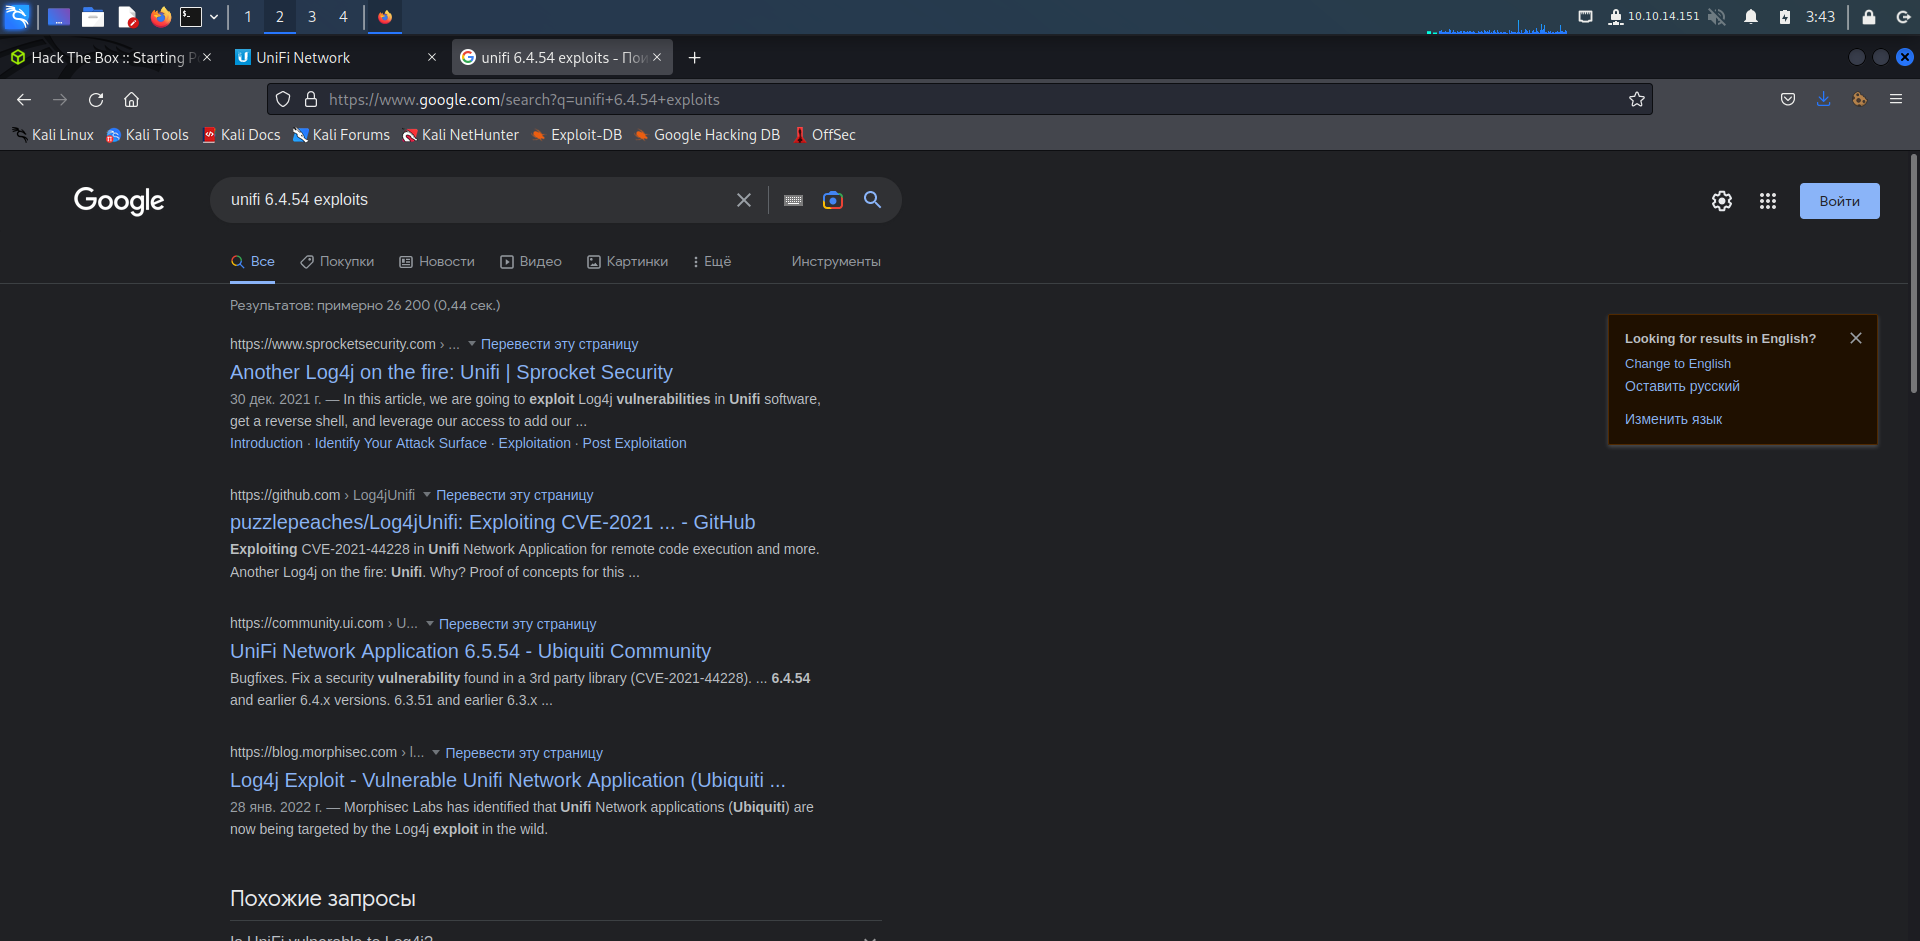 1 2 3 4 10.10.14.151 3:43
Hack The Box :: Starting P UniFi Network unifi 6.4.54 exploits - Пои
https://www.google.com/search?q=unifi+6.4.54+exploits
Kali Linux Kali Tools Kali Docs Kali Forums Kali NetHunter Exploit-DB Google Hacking DB OffSec
Google unifi 6.4.54 exploits Войти
Все Покупки Новости Видео Картинки Ещё Инструменты
Результатов: примерно 26 200 (0,44 сек.)
https://www.sprocketsecurity.com › ... Перевести эту страницу
Another Log4j on the fire: Unifi | Sprocket Security
30 дек. 2021 г. — In this article, we are going to exploit Log4j vulnerabilities in Unifi software,
get a reverse shell, and leverage our access to add our ...
Introduction · Identify Your Attack Surface · Exploitation · Post Exploitation
https://github.com › Log4jUnifi Перевести эту страницу
puzzlepeaches/Log4jUnifi: Exploiting CVE-2021 ... - GitHub
Exploiting CVE-2021-44228 in Unifi Network Application for remote code execution and more.
Another Log4j on the fire: Unifi. Why? Proof of concepts for this ...
https://community.ui.com › U... Перевести эту страницу
UniFi Network Application 6.5.54 - Ubiquiti Community
Bugfixes. Fix a security vulnerability found in a 3rd party library (CVE-2021-44228). ... 6.4.54
and earlier 6.4.x versions. 6.3.51 and earlier 6.3.x ...
https://blog.morphisec.com › l... Перевести эту страницу
Log4j Exploit - Vulnerable Unifi Network Application (Ubiquiti ...
28 янв. 2022 г. — Morphisec Labs has identified that Unifi Network applications (Ubiquiti) are
now being targeted by the Log4j exploit in the wild.
Похожие запросы
Is UniFi vulnerable to Log4j?
Looking for results in English?
Change to English
Оставить русский
Изменить язык